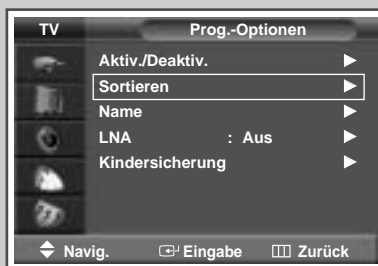 TV Prog.-Optionen
Aktiv./Deaktiv.
Sortieren
Name
LNA : Aus
Kindersicherung
Navig. Eingabe Zurück